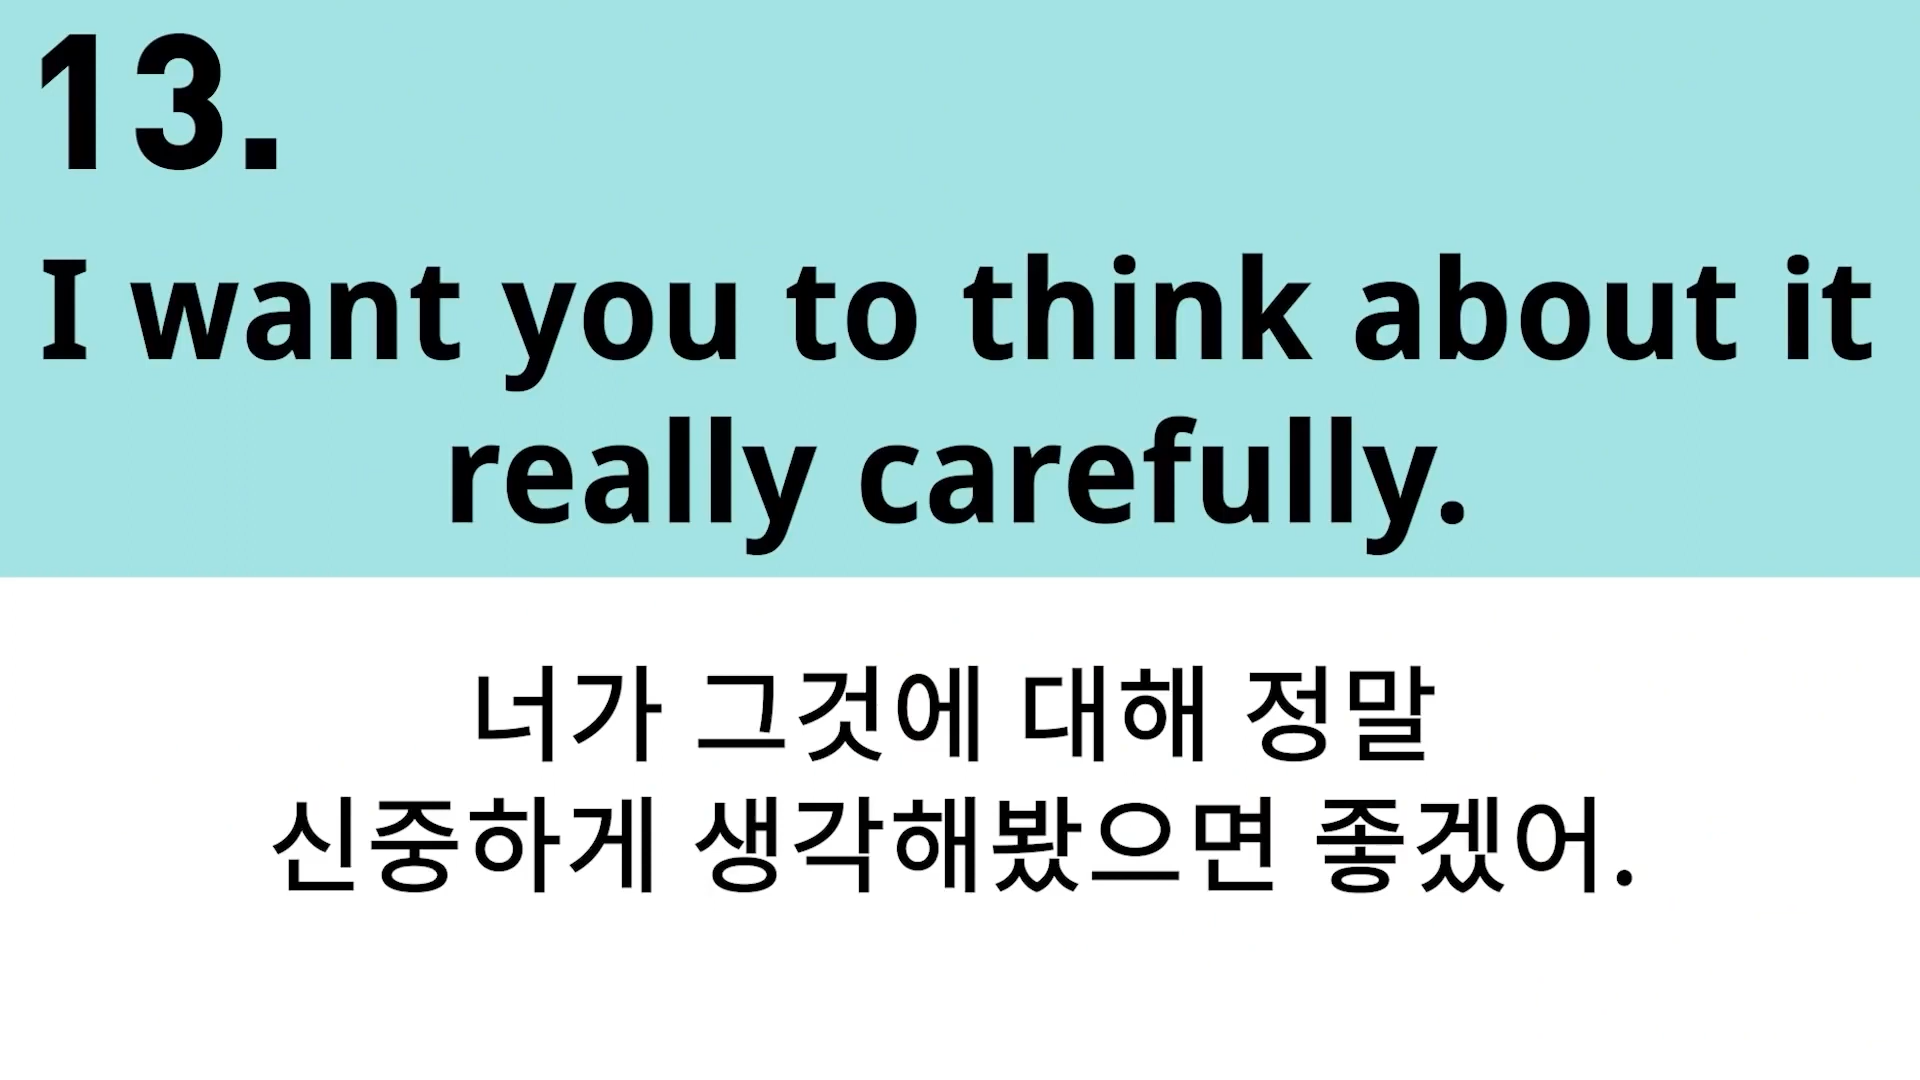 13.
I want you to think about it
really carefully.
너가 그것에 대해 정말
신중하게 생각해봤으면 좋겠어.